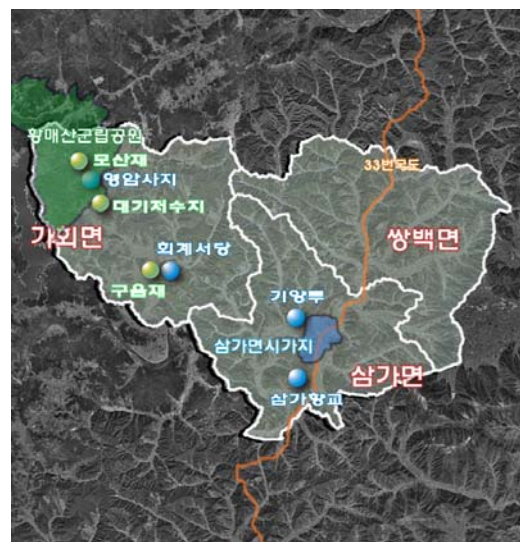 황매산군립공원
모산재
영암사지
대기저수지
가회면
회계서당
구음재
33번국도
쌍백면
기양루
삼가면시가지
삼가면
삼가향교